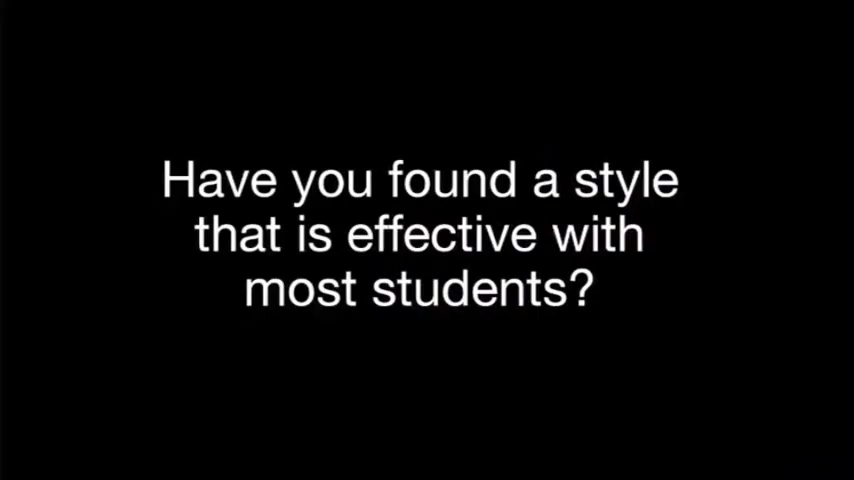 Have you found a style
that is effective with
most students?